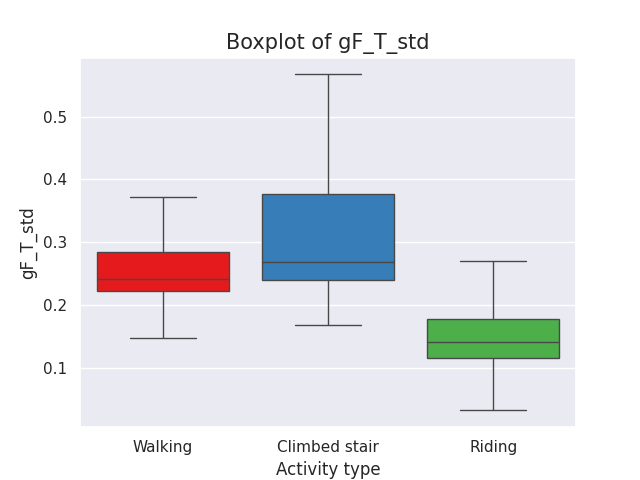 Boxplot of gF_T_std
gF_T_std
0.5
0.4
0.3
0.2
0.1
Walking
Climbed stair
Riding
Activity type